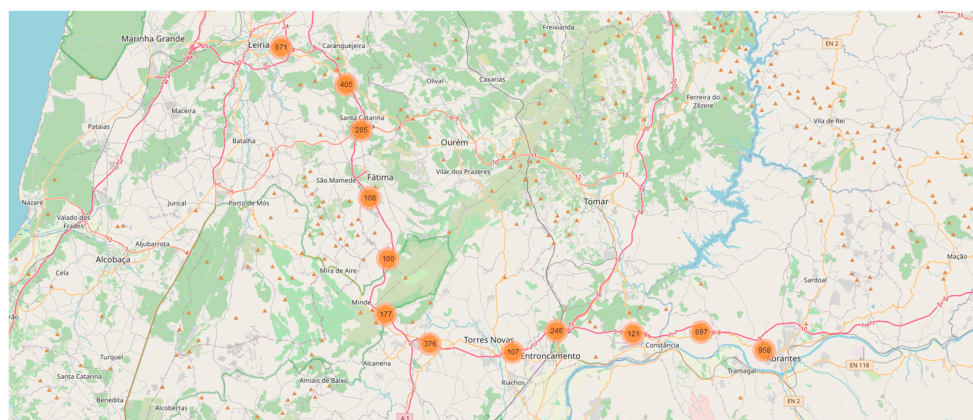 Freixianda
Marinha Grande
Leiria
671
Caranguejeira
EN 2
405
Olival
Caxarias
Ferreira do
Zêzere
Maceira
Santa Catarina
205
Vila de Rei
Pataias
Batalha
Ourém
São Mamede
Fátima
Vilar dos Prazeres
108
Tomar
Nazaré
Valado dos
Frades
Juncal
Porto de Mós
Aljubarrota
Alcobaça
100
Mação
Cela
Mira de Aire
Sardoal
Minde
177
246
121
697
376
Torres Novas
107
Constância
958
brantes
Entroncamento
Turquel
Alcanena
Tramagal
EN 118
Santa Catarina
Amiais de Baixo
Riachos
Benedita
Alcobertas
EN 2
A 1